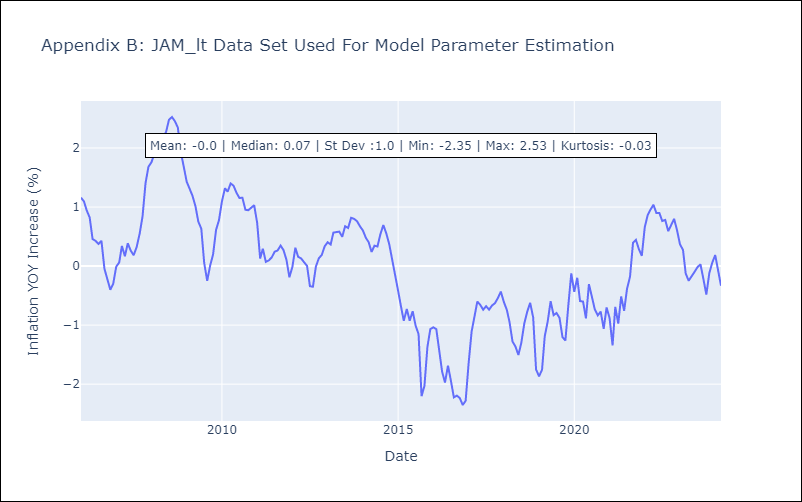 Appendix B: JAM_lt Data Set Used For Model Parameter Estimation
Mean: -0.0 | Median: 0.07 | St Dev :1.0 | Min: -2.35 | Max: 2.53 | Kurtosis: -0.03
Inflation YOY Increase (%)
2
1
0
−1
−2
2010
2015
2020
Date